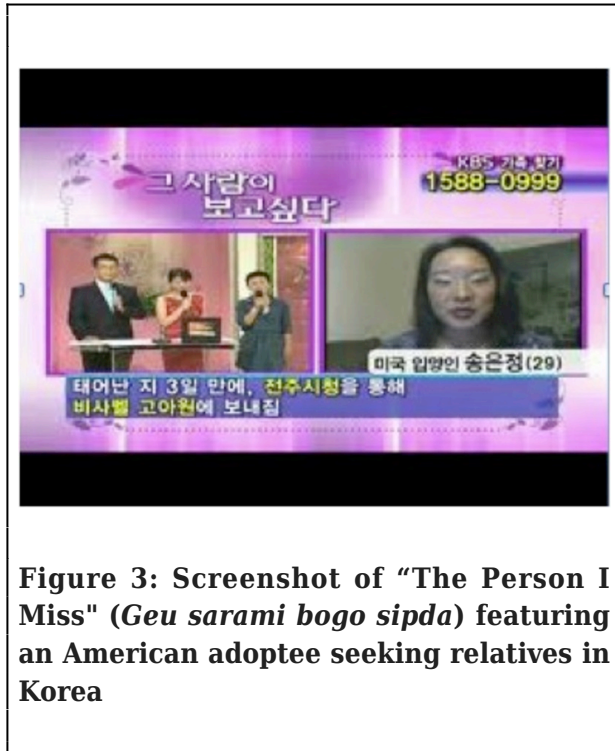 KBS 가족 찾기
1588-0999
그 사람이
보고싶다
미국 입양인 송은정(29)
태어난 지 3일 만에, 전주시청을 통해
비사벨 고아원에 보내짐
Figure 3: Screenshot of “The Person I
Miss" (Geu sarami bogo sipda) featuring
an American adoptee seeking relatives in
Korea